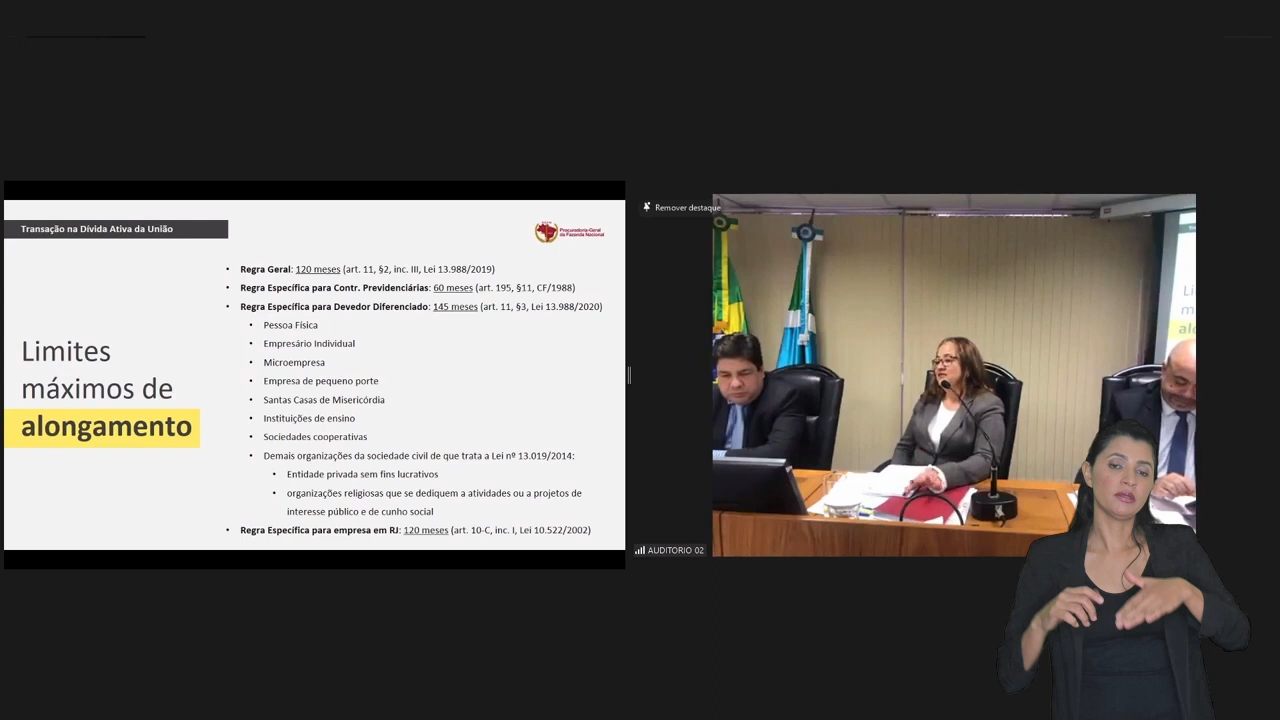 Transação na Dívida Ativa da União
Procuradoria-Geral
da Fazenda Nacional
Limites
máximos de
alongamento
• Regra Geral: 120 meses (art. 11, §2, inc. III, Lei 13.988/2019)
• Regra Específica para Contr. Previdenciárias: 60 meses (art. 195, §11, CF/1988)
• Regra Específica para Devedor Diferenciado: 145 meses (art. 11, §3, Lei 13.988/2020)
• Pessoa Física
• Empresário Individual
• Microempresa
• Empresa de pequeno porte
• Santas Casas de Misericórdia
• Instituições de ensino
• Sociedades cooperativas
• Demais organizações da sociedade civil de que trata a Lei nº 13.019/2014:
• Entidade privada sem fins lucrativos
• organizações religiosas que se dediquem a atividades ou a projetos de
interesse público e de cunho social
• Regra Específica para empresa em RJ: 120 meses (art. 10-C, inc. I, Lei 10.522/2002)
Remover destaque
Li
m
al
AUDITORIO 02